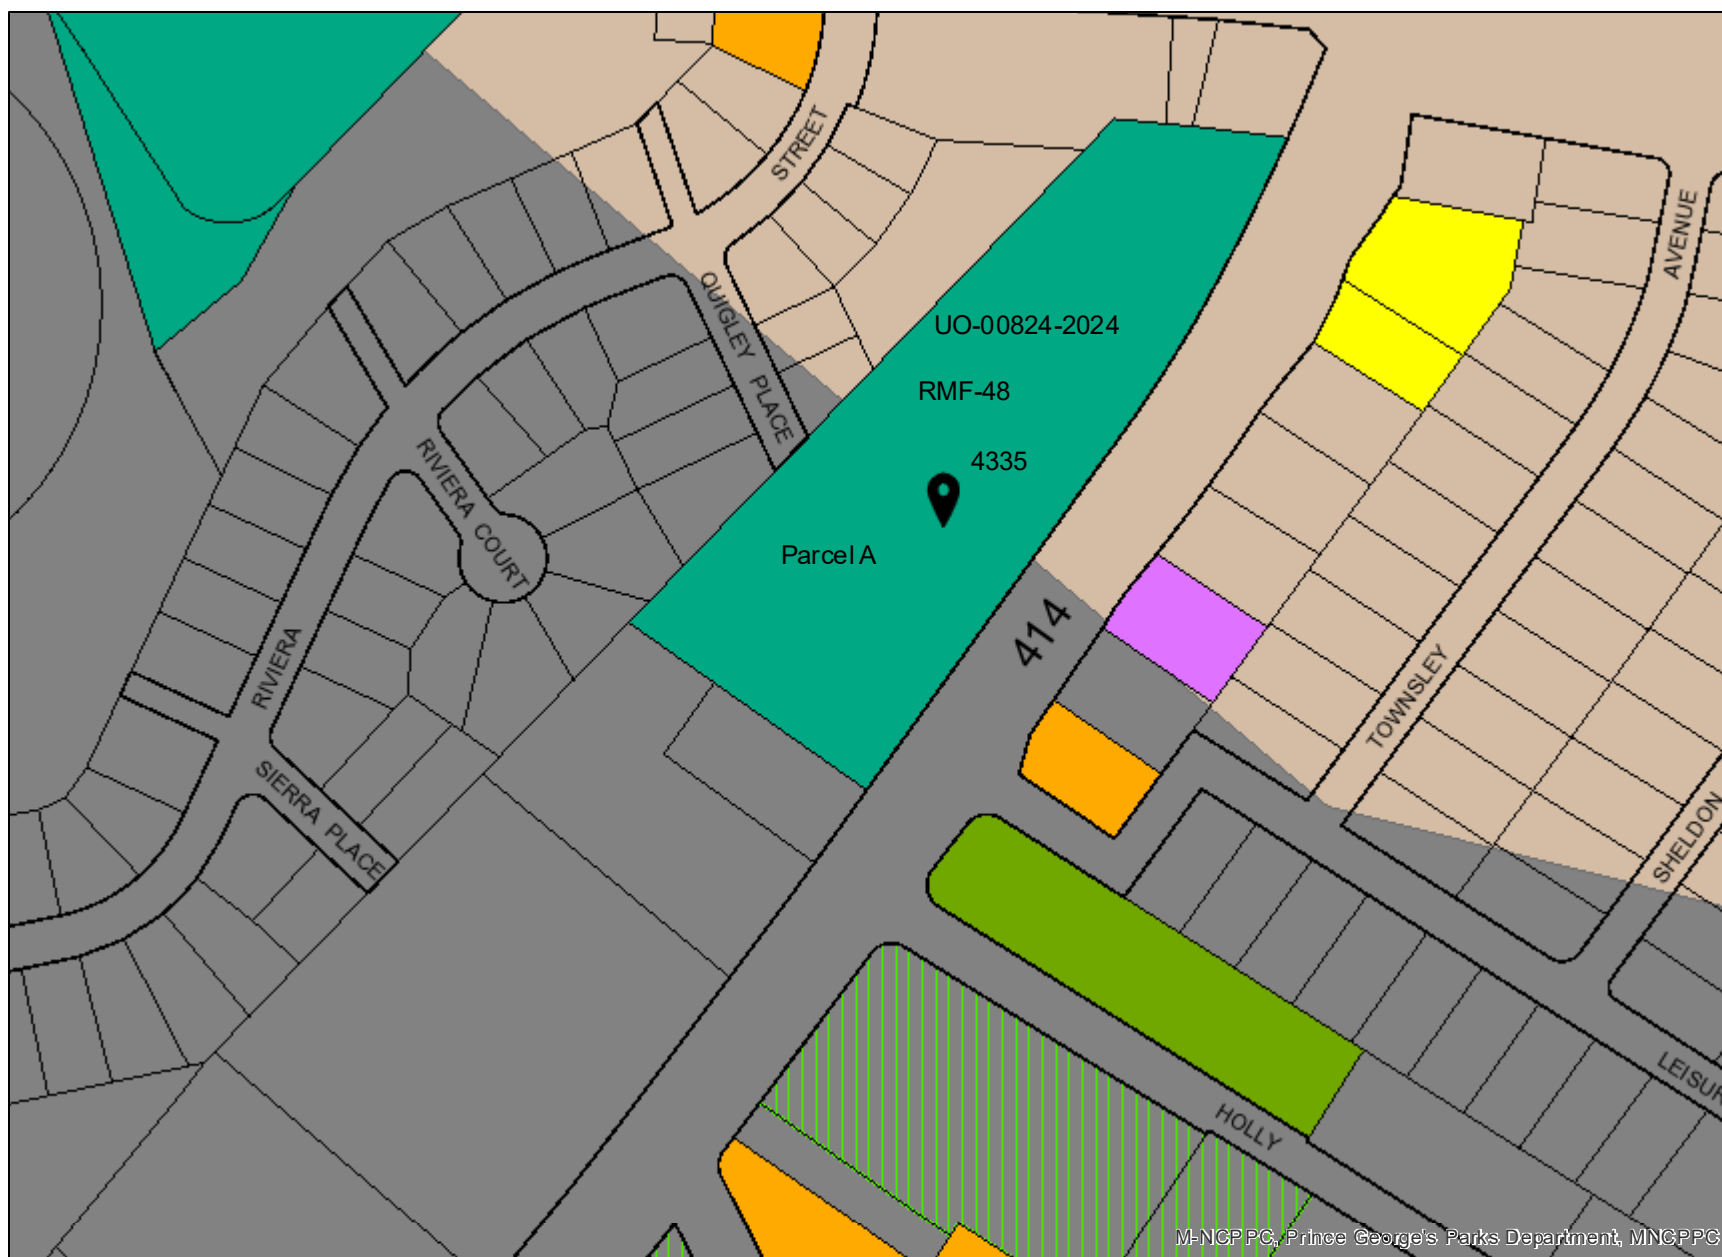 STREET
AVENUE
QUIGLEY PLACE
UO-00824-2024
RMF-48
4335
Parcel A
RIVIERA COURT
414
RIVIERA
TOWNSLEY
SIERRA PLACE
SHELDON
LEISUR
HOLLY
M-NCPPC, Prince George's Parks Department, MNCPPC